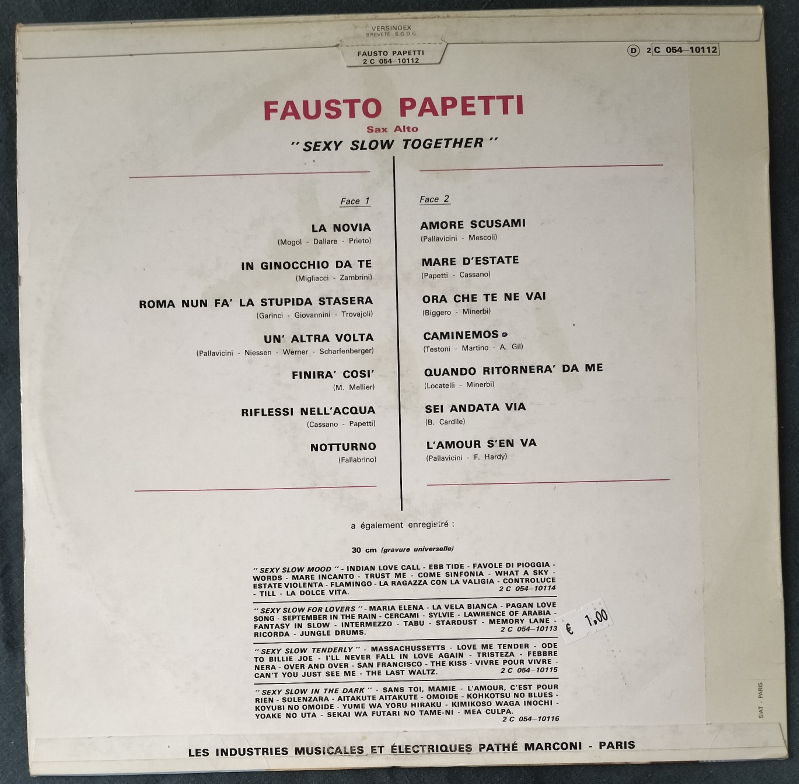 VERSINDEX
BREVETÉ S.G.D.G.
FAUSTO PAPETTI
2 C 054-10112
D 2 C 054-10112
FAUSTO PAPETTI
Sax Alto
"SEXY SLOW TOGETHER"
Face 1
LA NOVIA
(Mogol - Dallare - Prieto)
IN GINOCCHIO DA TE
(Migliacci - Zambrini)
ROMA NUN FA' LA STUPIDA STASERA
(Garinci - Giovannini - Trovajoli)
UN' ALTRA VOLTA
(Pallavicini - Niessen - Werner - Scharfenberger)
FINIRA' COSI'
(M. Mellier)
RIFLESSI NELL'ACQUA
(Cassano - Papetti)
NOTTURNO
(Fallabrino)
Face 2
AMORE SCUSAMI
(Pallavicini - Mescoli)
MARE D'ESTATE
(Papetti - Cassano)
ORA CHE TE NE VAI
(Biggero - Minerbi)
CAMINEMOS
(Testoni - Martino - A. Gil)
QUANDO RITORNERA' DA ME
(Locatelli - Minerbi)
SEI ANDATA VIA
(B. Cardile)
L'AMOUR S'EN VA
(Pallavicini - F. Hardy)
a également enregistré :
30 cm (gravure universelle)
"SEXY SLOW MOOD" - INDIAN LOVE CALL - EBB TIDE - FAVOLE DI PIOGGIA -
WORDS - MARE INCANTO - TRUST ME - COME SINFONIA - WHAT A SKY -
ESTATE VIOLENTA - FLAMINGO - LA RAGAZZA CON LA VALIGIA - CONTROLUCE
- TILL - LA DOLCE VITA. 2 C 054-10114
"SEXY SLOW FOR LOVERS" - MARIA ELENA - LA VELA BIANCA - PAGAN LOVE
SONG - SEPTEMBER IN THE RAIN - CERCAMI - SYLVIE - LAWRENCE OF ARABIA -
FANTASY IN SLOW - INTERMEZZO - TABU - STARDUST - MEMORY LANE -
RICORDA - JUNGLE DRUMS. 2 C 054-10113
€ 1.00
"SEXY SLOW TENDERLY" - MASSACHUSSETTS - LOVE ME TENDER - ODE
TO BILLIE JOE - I'LL NEVER FALL IN LOVE AGAIN - TRISTEZA - FEBBRE
NERA - OVER AND OVER - SAN FRANCISCO - THE KISS - VIVRE POUR VIVRE -
CAN'T YOU JUST SEE ME - THE LAST WALTZ. 2 C 054-10115
"SEXY SLOW IN THE DARK" - SANS TOI, MAMIE - L'AMOUR, C'EST POUR
RIEN - SOLENZARA - AITAKUTE AITAKUTE - OMOIDE - KOHKOTSU NO BLUES -
KOYUBI NO OMOIDE - YUME WA YORU HIRAKU - KIMIKOSO WAGA INOCHI -
YOAKE NO UTA - SEKAI WA FUTARI NO TAME-NI - MEA CULPA.
2 C 054-10116
SIAT - PARIS
LES INDUSTRIES MUSICALES ET ÉLECTRIQUES PATHÉ MARCONI - PARIS